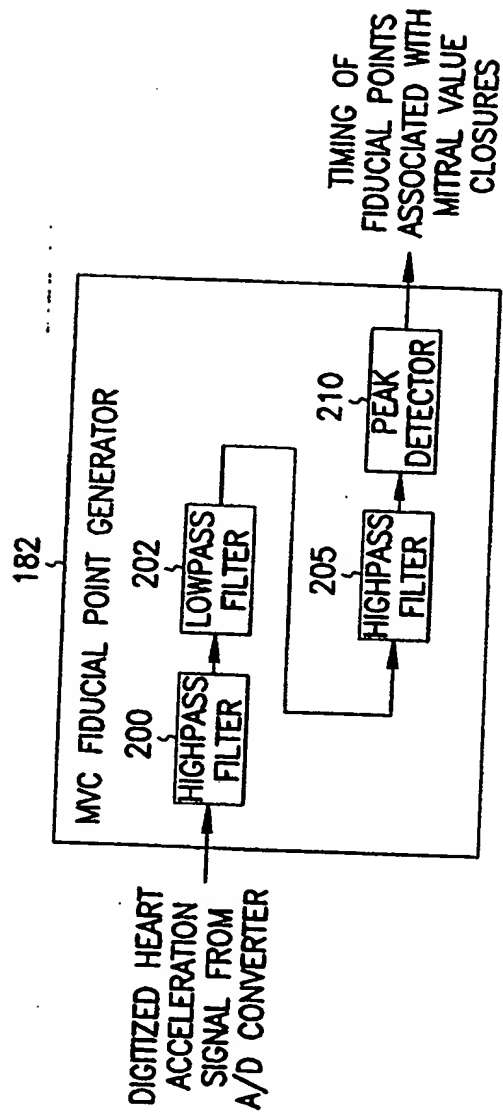 182
MVC FIDUCIAL POINT GENERATOR
DIGITIZED HEART
ACCELERATION
SIGNAL FROM
A/D CONVERTER
200
HIGHPASS
FILTER
202
LOWPASS
FILTER
205
HIGHPASS
FILTER
210
PEAK
DETECTOR
TIMING OF
FIDUCIAL POINTS
ASSOCIATED WITH
MITRAL VALUE
CLOSURES